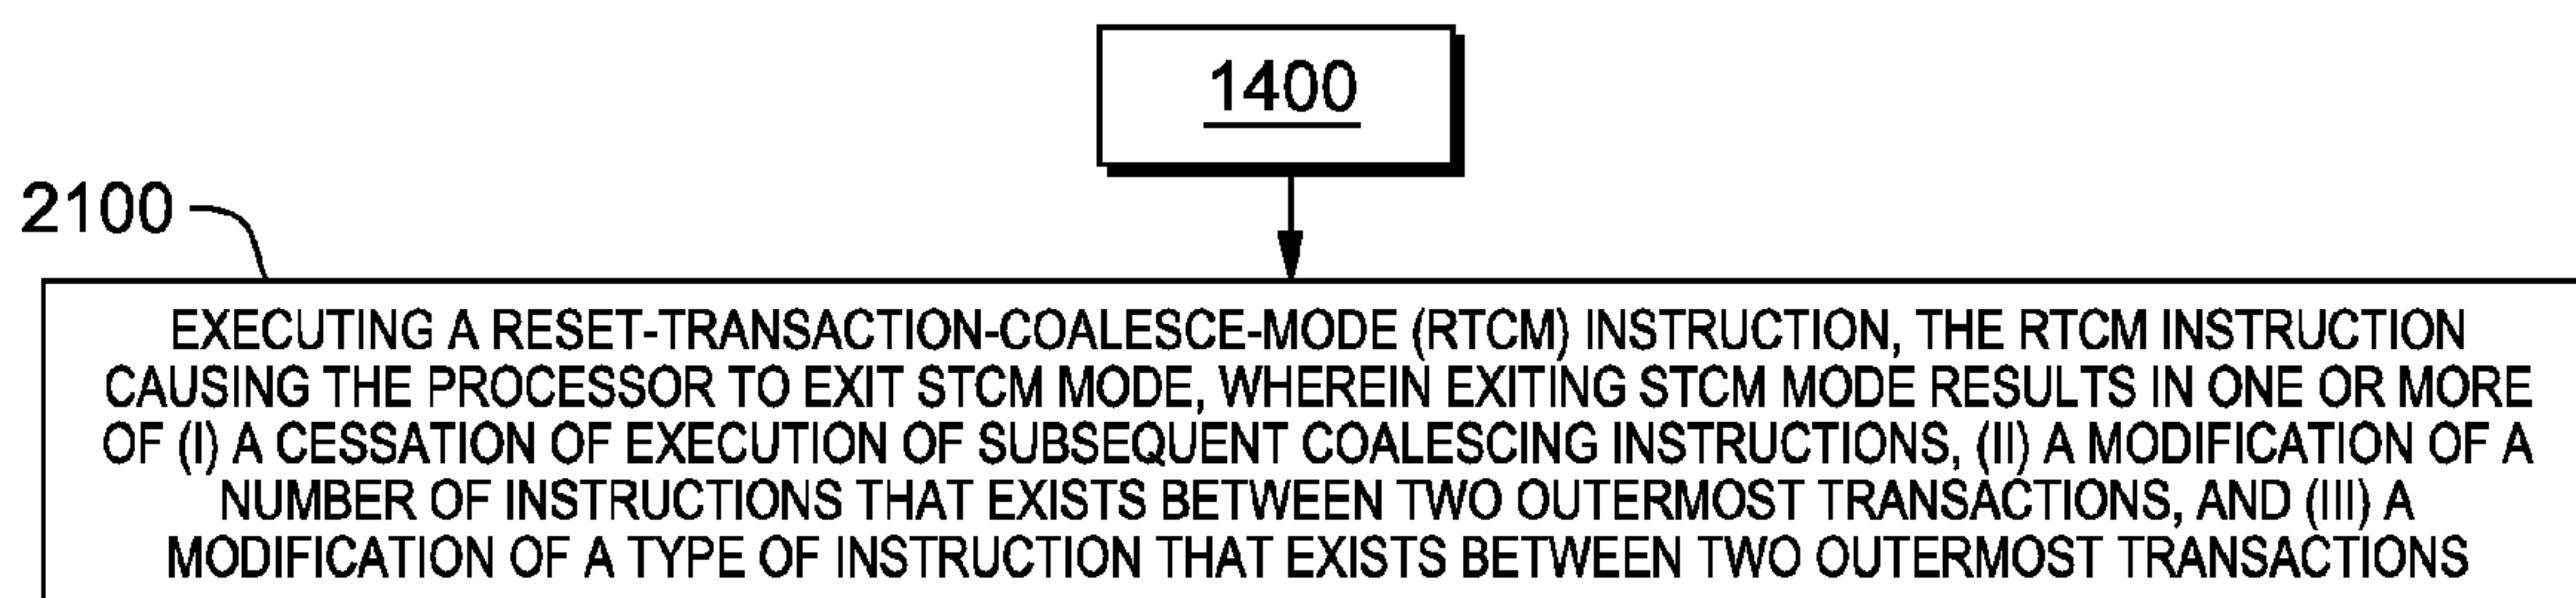 1400
2100
EXECUTING A RESET-TRANSACTION-COALESCE-MODE (RTCM) INSTRUCTION, THE RTCM INSTRUCTION
CAUSING THE PROCESSOR TO EXIT STCM MODE, WHEREIN EXITING STCM MODE RESULTS IN ONE OR MORE
OF (I) A CESSATION OF EXECUTION OF SUBSEQUENT COALESCING INSTRUCTIONS, (II) A MODIFICATION OF A
NUMBER OF INSTRUCTIONS THAT EXISTS BETWEEN TWO OUTERMOST TRANSACTIONS, AND (III) A
MODIFICATION OF A TYPE OF INSTRUCTION THAT EXISTS BETWEEN TWO OUTERMOST TRANSACTIONS